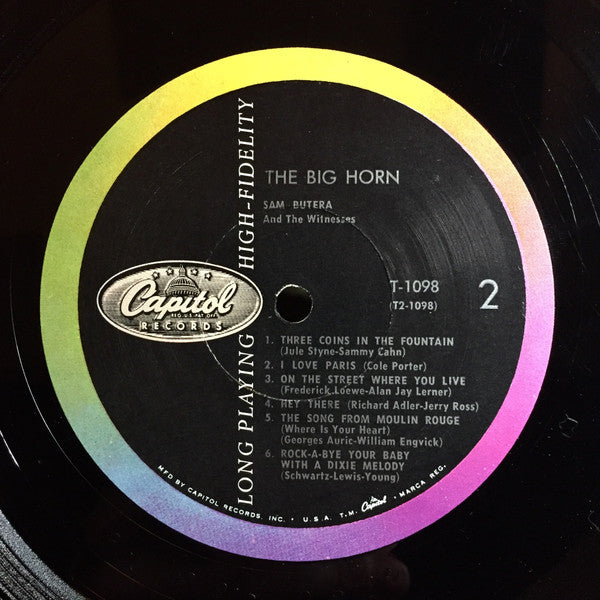 THE BIG HORN
SAM BUTERA
And The Witnesses
LONG PLAYING HIGH-FIDELITY
Capitol
REG. U.S. PAT. OFF.
RECORDS
T-1098
(T2-1098)
2
1. THREE COINS IN THE FOUNTAIN
(Jule Styne-Sammy Cahn)
2. I LOVE PARIS (Cole Porter)
3. ON THE STREET WHERE YOU LIVE
(Frederick Loewe-Alan Jay Lerner)
4. HEY THERE (Richard Adler-Jerry Ross)
5. THE SONG FROM MOULIN ROUGE
(Where Is Your Heart)
(Georges Auric-William Engvick)
6. ROCK-A-BYE YOUR BABY
WITH A DIXIE MELODY
(Schwartz-Lewis-Young)
MFD BY CAPITOL RECORDS, INC. • U.S.A. T.M. Capitol • MARCA REG.